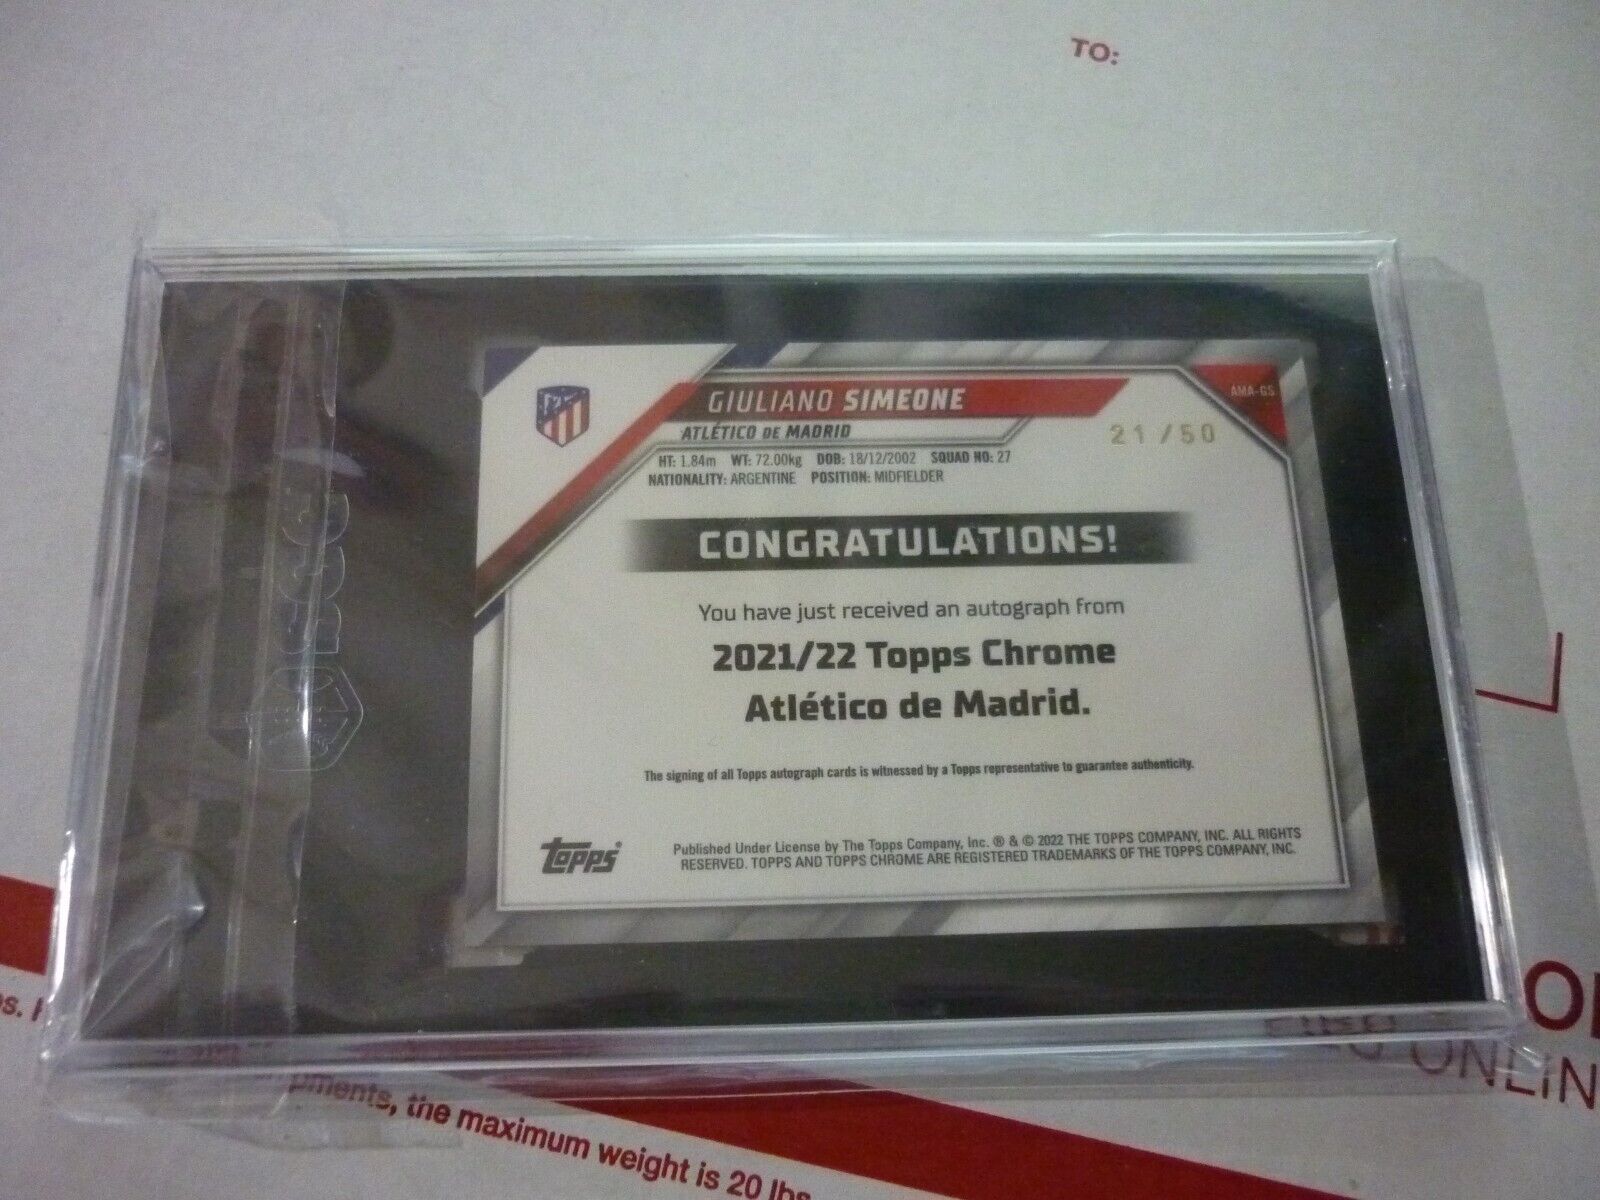 TO:
GIULIANO SIMEONE
AMA-GS
ATLÉTICO DE MADRID
21/50
HT: 1.84m WT: 72.00kg DOB: 18/12/2002 SQUAD NO: 27
NATIONALITY: ARGENTINE POSITION: MIDFIELDER
CONGRATULATIONS!
You have just received an autograph from
2021/22 Topps Chrome
Atlético de Madrid.
The signing of all Topps autograph cards is witnessed by a Topps representative to guarantee authenticity.
topps
Published Under License by The Topps Company, Inc. ® & © 2022 THE TOPPS COMPANY, INC. ALL RIGHTS
RESERVED. TOPPS AND TOPPS CHROME ARE REGISTERED TRADEMARKS OF THE TOPPS COMPANY, INC.
ONLIN
the maximum weight is 20 lbs